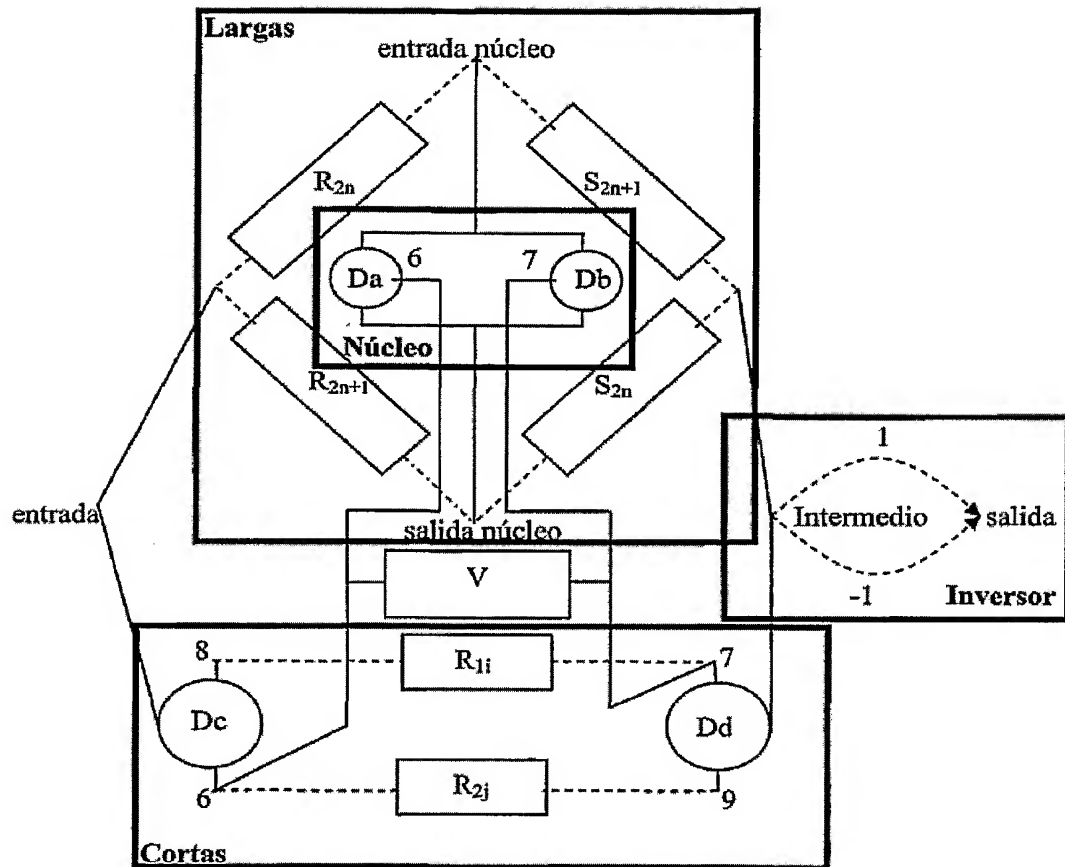 Largas
entrada núcleo
R2n
S2n+1
6
7
Da
Db
Núcleo
R2n+1
S2n
1
entrada
Intermedio
salida
salida núcleo
V
-1
Inversor
8
R1i
7
Dc
Dd
6
R2j
9
Cortas